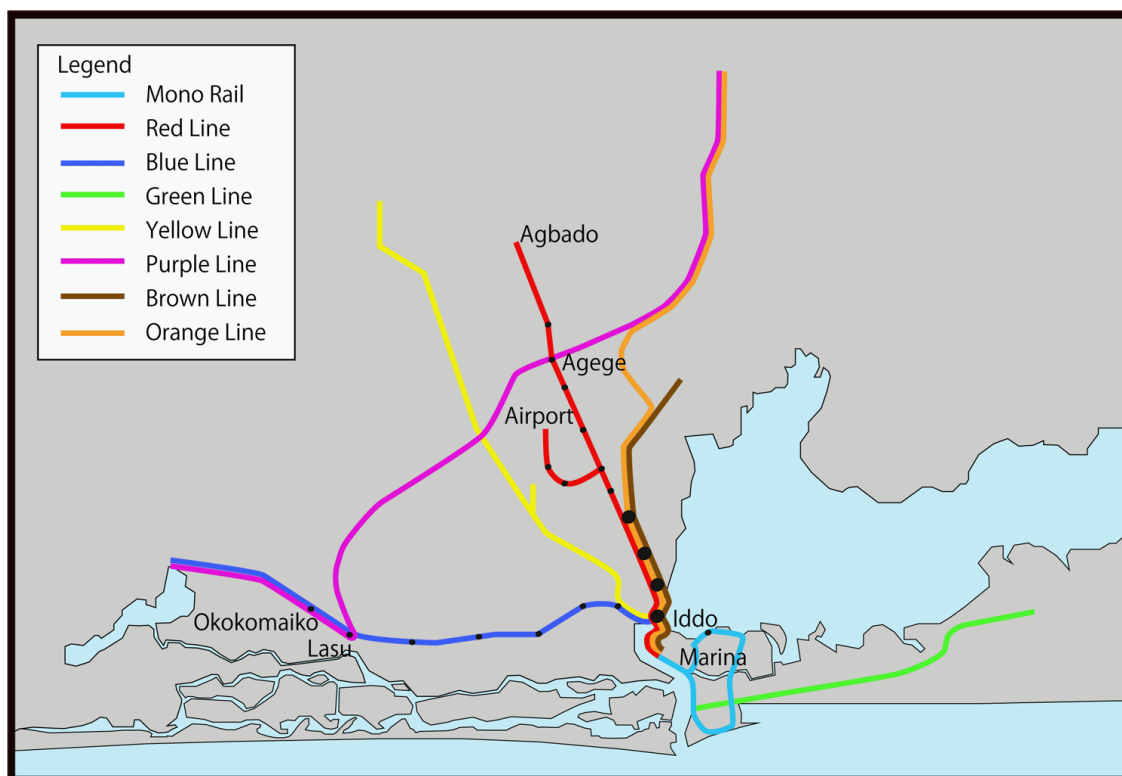 Legend
Mono Rail
Red Line
Blue Line
Green Line
Yellow Line
Purple Line
Brown Line
Orange Line
Agbado
Agege
Airport
Okokomaiko
Lasu
Iddo
Marina